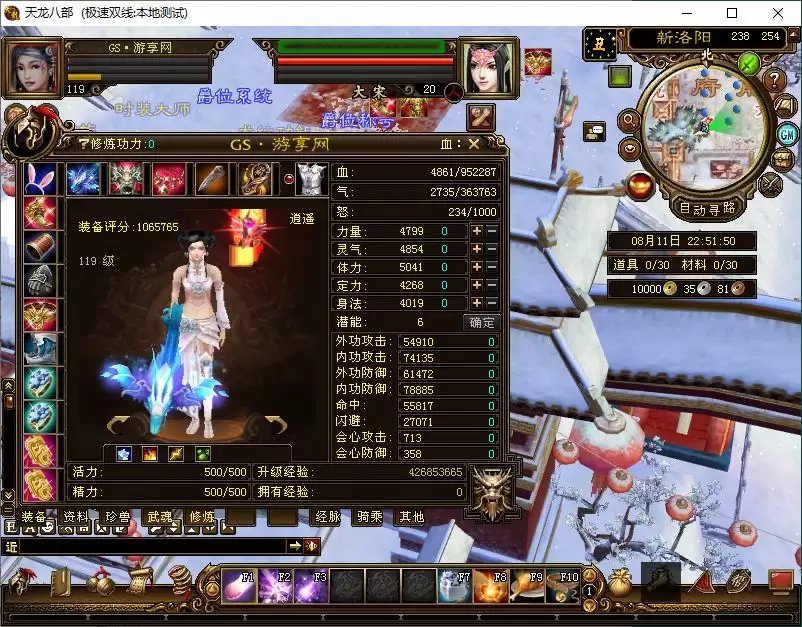 天龙八部 (极速双线:本地测试)
GS·游享网
119
大宋
20
丑
新洛阳 238 254
北
爵位系统
时装大师
爵位称号
GM
自动寻路
08月11日 22:51:50
道具 0/30 材料 0/30
10000 35 81
修炼功力:0
GS·游享网
血:
装备评分:1065765
逍遥
119 级
血: 4861/952287
气: 2735/363763
怒: 234/1000
力量: 4799 0
灵气: 4854 0
体力: 5041 0
定力: 4268 0
身法: 4019 0
潜能: 6 确定
外功攻击: 54910 0
内功攻击: 74135 0
外功防御: 61472 0
内功防御: 78885 0
命中: 55817 0
闪避: 27071 0
会心攻击: 713 0
会心防御: 358 0
活力: 500/500 升级经验: 426853665
精力: 500/500 拥有经验: 0
装备 资料 珍兽 武魂 修炼 经脉 骑乘 其他
近
F1 F2 F3 F7 F8 F9 F10
1